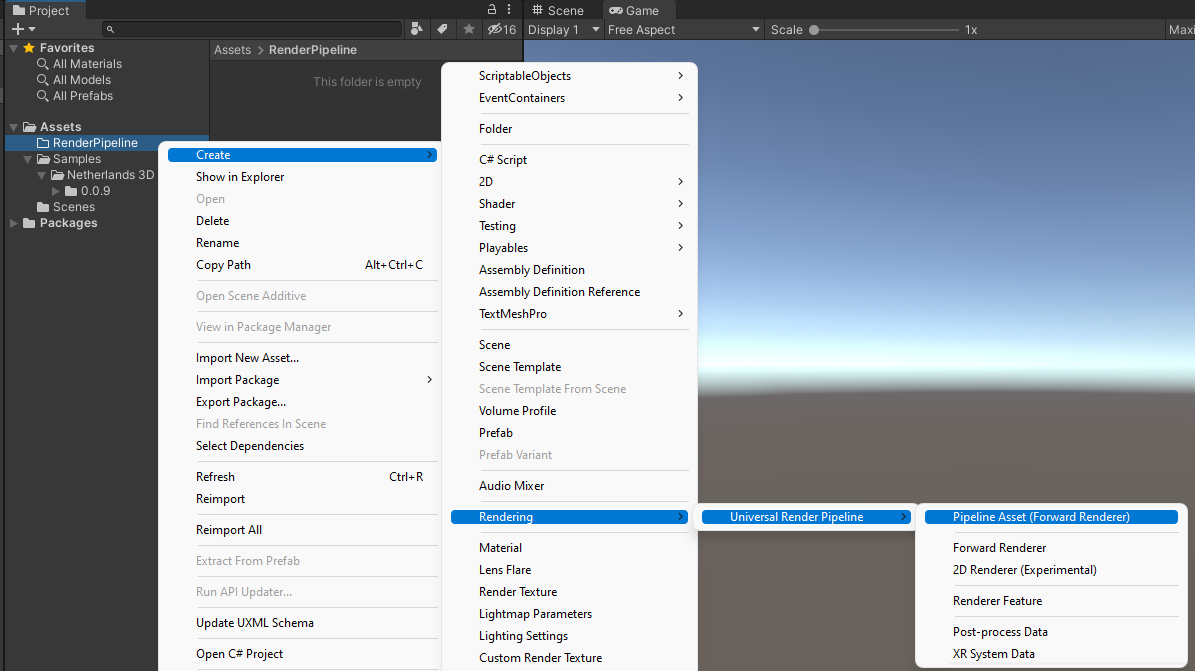 Project
Scene
Game
16
Display 1
Free Aspect
Scale
1x
Maxi
Favorites
All Materials
All Models
All Prefabs
Assets
RenderPipeline
Samples
Netherlands 3D
0.0.9
Scenes
Packages
Assets > RenderPipeline
This folder is empty
Create
Show in Explorer
Open
Delete
Rename
Copy Path Alt+Ctrl+C
Open Scene Additive
View in Package Manager
Import New Asset...
Import Package
Export Package...
Find References In Scene
Select Dependencies
Refresh Ctrl+R
Reimport
Reimport All
Extract From Prefab
Run API Updater...
Update UXML Schema
Open C# Project
ScriptableObjects
EventContainers
Folder
C# Script
2D
Shader
Testing
Playables
Assembly Definition
Assembly Definition Reference
TextMeshPro
Scene
Scene Template
Scene Template From Scene
Volume Profile
Prefab
Prefab Variant
Audio Mixer
Rendering
Material
Lens Flare
Render Texture
Lightmap Parameters
Lighting Settings
Custom Render Texture
Universal Render Pipeline
Pipeline Asset (Forward Renderer)
Forward Renderer
2D Renderer (Experimental)
Renderer Feature
Post-process Data
XR System Data